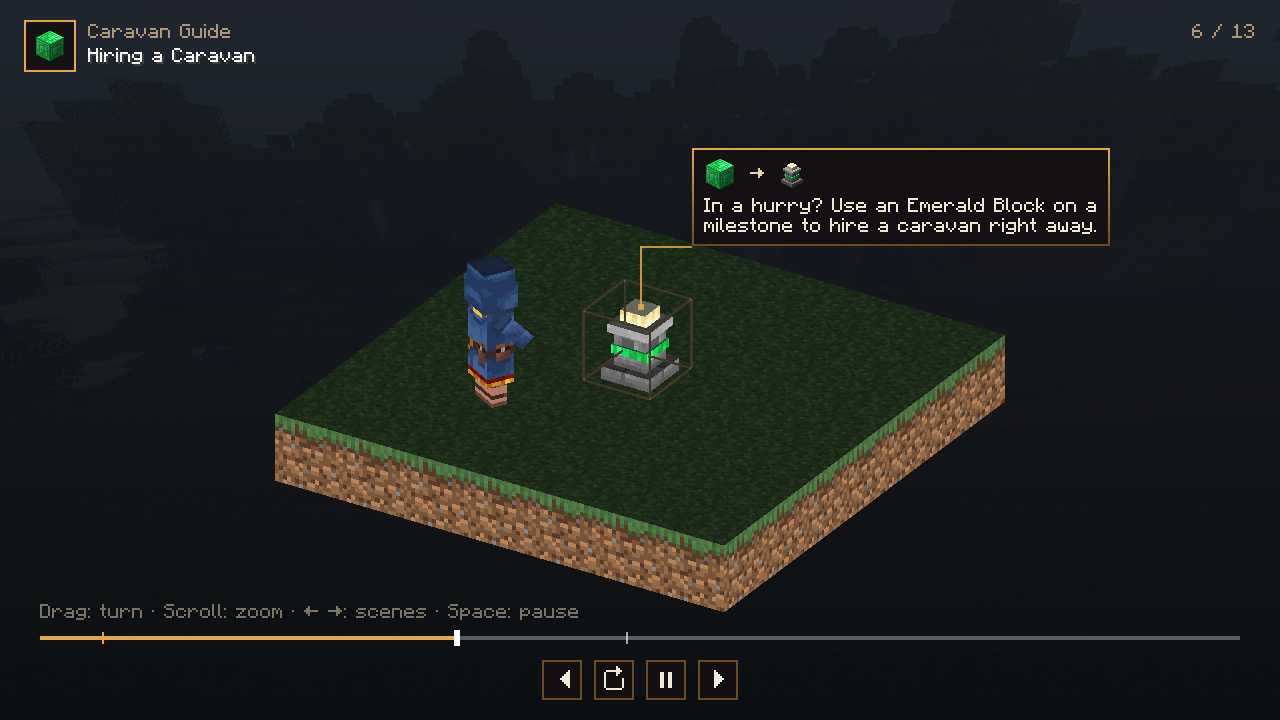 Caravan Guide
Hiring a Caravan
6 / 13
In a hurry? Use an Emerald Block on a
milestone to hire a caravan right away.
Drag: turn · Scroll: zoom · ← →: scenes · Space: pause